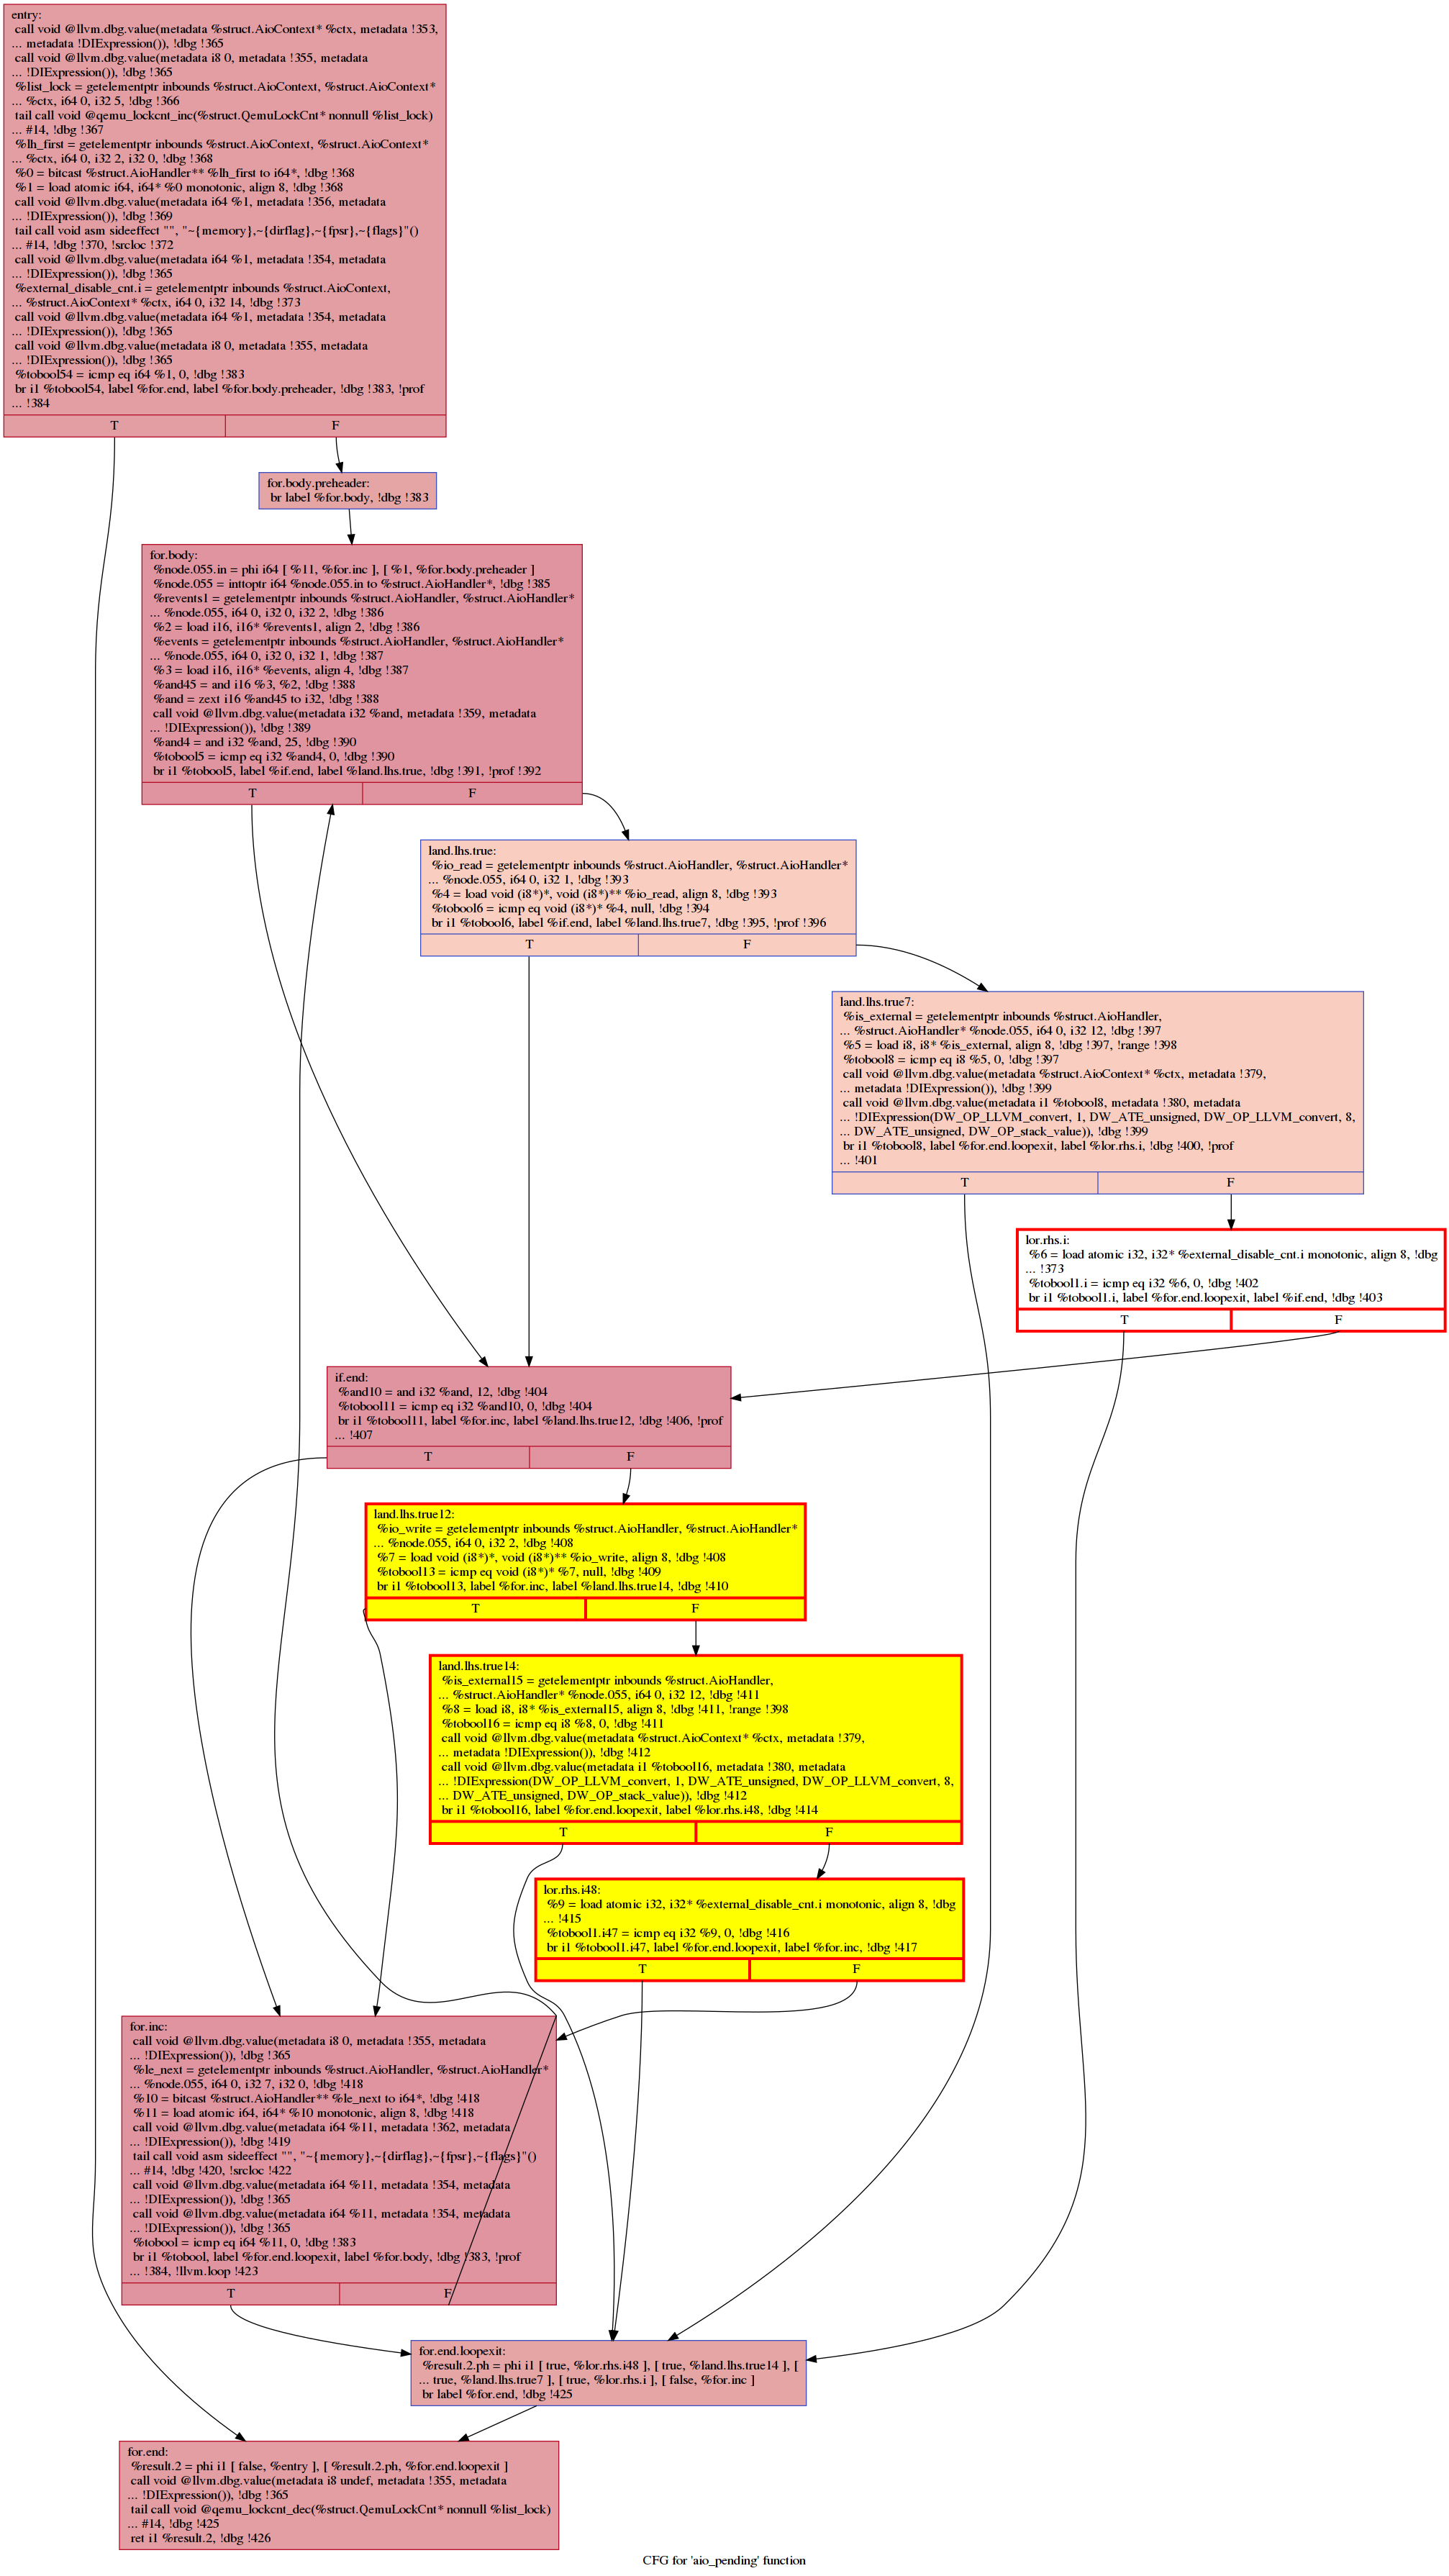 entry:
call void @llvm.dbg.value(metadata %struct.AioContext* %ctx, metadata !353,
... metadata !DIExpression()), !dbg !365
call void @llvm.dbg.value(metadata i8 0, metadata !355, metadata
... !DIExpression()), !dbg !365
%list_lock = getelementptr inbounds %struct.AioContext, %struct.AioContext*
... %ctx, i64 0, i32 5, !dbg !366
tail call void @qemu_lockcnt_inc(%struct.QemuLockCnt* nonnull %list_lock)
... #14, !dbg !367
%lh_first = getelementptr inbounds %struct.AioContext, %struct.AioContext*
... %ctx, i64 0, i32 2, i32 0, !dbg !368
%0 = bitcast %struct.AioHandler** %lh_first to i64*, !dbg !368
%1 = load atomic i64, i64* %0 monotonic, align 8, !dbg !368
call void @llvm.dbg.value(metadata i64 %1, metadata !356, metadata
... !DIExpression()), !dbg !369
tail call void asm sideeffect "", "~{memory},~{dirflag},~{fpsr},~{flags}"()
... #14, !dbg !370, !srcloc !372
call void @llvm.dbg.value(metadata i64 %1, metadata !354, metadata
... !DIExpression()), !dbg !365
%external_disable_cnt.i = getelementptr inbounds %struct.AioContext,
... %struct.AioContext* %ctx, i64 0, i32 14, !dbg !373
call void @llvm.dbg.value(metadata i64 %1, metadata !354, metadata
... !DIExpression()), !dbg !365
call void @llvm.dbg.value(metadata i8 0, metadata !355, metadata
... !DIExpression()), !dbg !365
%tobool54 = icmp eq i64 %1, 0, !dbg !383
br i1 %tobool54, label %for.end, label %for.body.preheader, !dbg !383, !prof
... !384
T F
for.body.preheader:
br label %for.body, !dbg !383
for.body:
%node.055.in = phi i64 [ %11, %for.inc ], [ %1, %for.body.preheader ]
%node.055 = inttoptr i64 %node.055.in to %struct.AioHandler*, !dbg !385
%revents1 = getelementptr inbounds %struct.AioHandler, %struct.AioHandler*
... %node.055, i64 0, i32 0, i32 2, !dbg !386
%2 = load i16, i16* %revents1, align 2, !dbg !386
%events = getelementptr inbounds %struct.AioHandler, %struct.AioHandler*
... %node.055, i64 0, i32 0, i32 1, !dbg !387
%3 = load i16, i16* %events, align 4, !dbg !387
%and45 = and i16 %3, %2, !dbg !388
%and = zext i16 %and45 to i32, !dbg !388
call void @llvm.dbg.value(metadata i32 %and, metadata !359, metadata
... !DIExpression()), !dbg !389
%and4 = and i32 %and, 25, !dbg !390
%tobool5 = icmp eq i32 %and4, 0, !dbg !390
br i1 %tobool5, label %if.end, label %land.lhs.true, !dbg !391, !prof !392
T F
land.lhs.true:
%io_read = getelementptr inbounds %struct.AioHandler, %struct.AioHandler*
... %node.055, i64 0, i32 1, !dbg !393
%4 = load void (i8*)*, void (i8*)** %io_read, align 8, !dbg !393
%tobool6 = icmp eq void (i8*)* %4, null, !dbg !394
br i1 %tobool6, label %if.end, label %land.lhs.true7, !dbg !395, !prof !396
T F
land.lhs.true7:
%is_external = getelementptr inbounds %struct.AioHandler,
... %struct.AioHandler* %node.055, i64 0, i32 12, !dbg !397
%5 = load i8, i8* %is_external, align 8, !dbg !397, !range !398
%tobool8 = icmp eq i8 %5, 0, !dbg !397
call void @llvm.dbg.value(metadata %struct.AioContext* %ctx, metadata !379,
... metadata !DIExpression()), !dbg !399
call void @llvm.dbg.value(metadata i1 %tobool8, metadata !380, metadata
... !DIExpression(DW_OP_LLVM_convert, 1, DW_ATE_unsigned, DW_OP_LLVM_convert, 8,
... DW_ATE_unsigned, DW_OP_stack_value)), !dbg !399
br i1 %tobool8, label %for.end.loopexit, label %lor.rhs.i, !dbg !400, !prof
... !401
T F
lor.rhs.i:
%6 = load atomic i32, i32* %external_disable_cnt.i monotonic, align 8, !dbg
... !373
%tobool1.i = icmp eq i32 %6, 0, !dbg !402
br i1 %tobool1.i, label %for.end.loopexit, label %if.end, !dbg !403
T F
if.end:
%and10 = and i32 %and, 12, !dbg !404
%tobool11 = icmp eq i32 %and10, 0, !dbg !404
br i1 %tobool11, label %for.inc, label %land.lhs.true12, !dbg !406, !prof
... !407
T F
land.lhs.true12:
%io_write = getelementptr inbounds %struct.AioHandler, %struct.AioHandler*
... %node.055, i64 0, i32 2, !dbg !408
%7 = load void (i8*)*, void (i8*)** %io_write, align 8, !dbg !408
%tobool13 = icmp eq void (i8*)* %7, null, !dbg !409
br i1 %tobool13, label %for.inc, label %land.lhs.true14, !dbg !410
T F
land.lhs.true14:
%is_external15 = getelementptr inbounds %struct.AioHandler,
... %struct.AioHandler* %node.055, i64 0, i32 12, !dbg !411
%8 = load i8, i8* %is_external15, align 8, !dbg !411, !range !398
%tobool16 = icmp eq i8 %8, 0, !dbg !411
call void @llvm.dbg.value(metadata %struct.AioContext* %ctx, metadata !379,
... metadata !DIExpression()), !dbg !412
call void @llvm.dbg.value(metadata i1 %tobool16, metadata !380, metadata
... !DIExpression(DW_OP_LLVM_convert, 1, DW_ATE_unsigned, DW_OP_LLVM_convert, 8,
... DW_ATE_unsigned, DW_OP_stack_value)), !dbg !412
br i1 %tobool16, label %for.end.loopexit, label %lor.rhs.i48, !dbg !414
T F
lor.rhs.i48:
%9 = load atomic i32, i32* %external_disable_cnt.i monotonic, align 8, !dbg
... !415
%tobool1.i47 = icmp eq i32 %9, 0, !dbg !416
br i1 %tobool1.i47, label %for.end.loopexit, label %for.inc, !dbg !417
T F
for.inc:
call void @llvm.dbg.value(metadata i8 0, metadata !355, metadata
... !DIExpression()), !dbg !365
%le_next = getelementptr inbounds %struct.AioHandler, %struct.AioHandler*
... %node.055, i64 0, i32 7, i32 0, !dbg !418
%10 = bitcast %struct.AioHandler** %le_next to i64*, !dbg !418
%11 = load atomic i64, i64* %10 monotonic, align 8, !dbg !418
call void @llvm.dbg.value(metadata i64 %11, metadata !362, metadata
... !DIExpression()), !dbg !419
tail call void asm sideeffect "", "~{memory},~{dirflag},~{fpsr},~{flags}"()
... #14, !dbg !420, !srcloc !422
call void @llvm.dbg.value(metadata i64 %11, metadata !354, metadata
... !DIExpression()), !dbg !365
call void @llvm.dbg.value(metadata i64 %11, metadata !354, metadata
... !DIExpression()), !dbg !365
%tobool = icmp eq i64 %11, 0, !dbg !383
br i1 %tobool, label %for.end.loopexit, label %for.body, !dbg !383, !prof
... !384, !llvm.loop !423
T F
for.end.loopexit:
%result.2.ph = phi i1 [ true, %lor.rhs.i48 ], [ true, %land.lhs.true14 ], [
... true, %land.lhs.true7 ], [ true, %lor.rhs.i ], [ false, %for.inc ]
br label %for.end, !dbg !425
for.end:
%result.2 = phi i1 [ false, %entry ], [ %result.2.ph, %for.end.loopexit ]
call void @llvm.dbg.value(metadata i8 undef, metadata !355, metadata
... !DIExpression()), !dbg !365
tail call void @qemu_lockcnt_dec(%struct.QemuLockCnt* nonnull %list_lock)
... #14, !dbg !425
ret i1 %result.2, !dbg !426
CFG for 'aio_pending' function